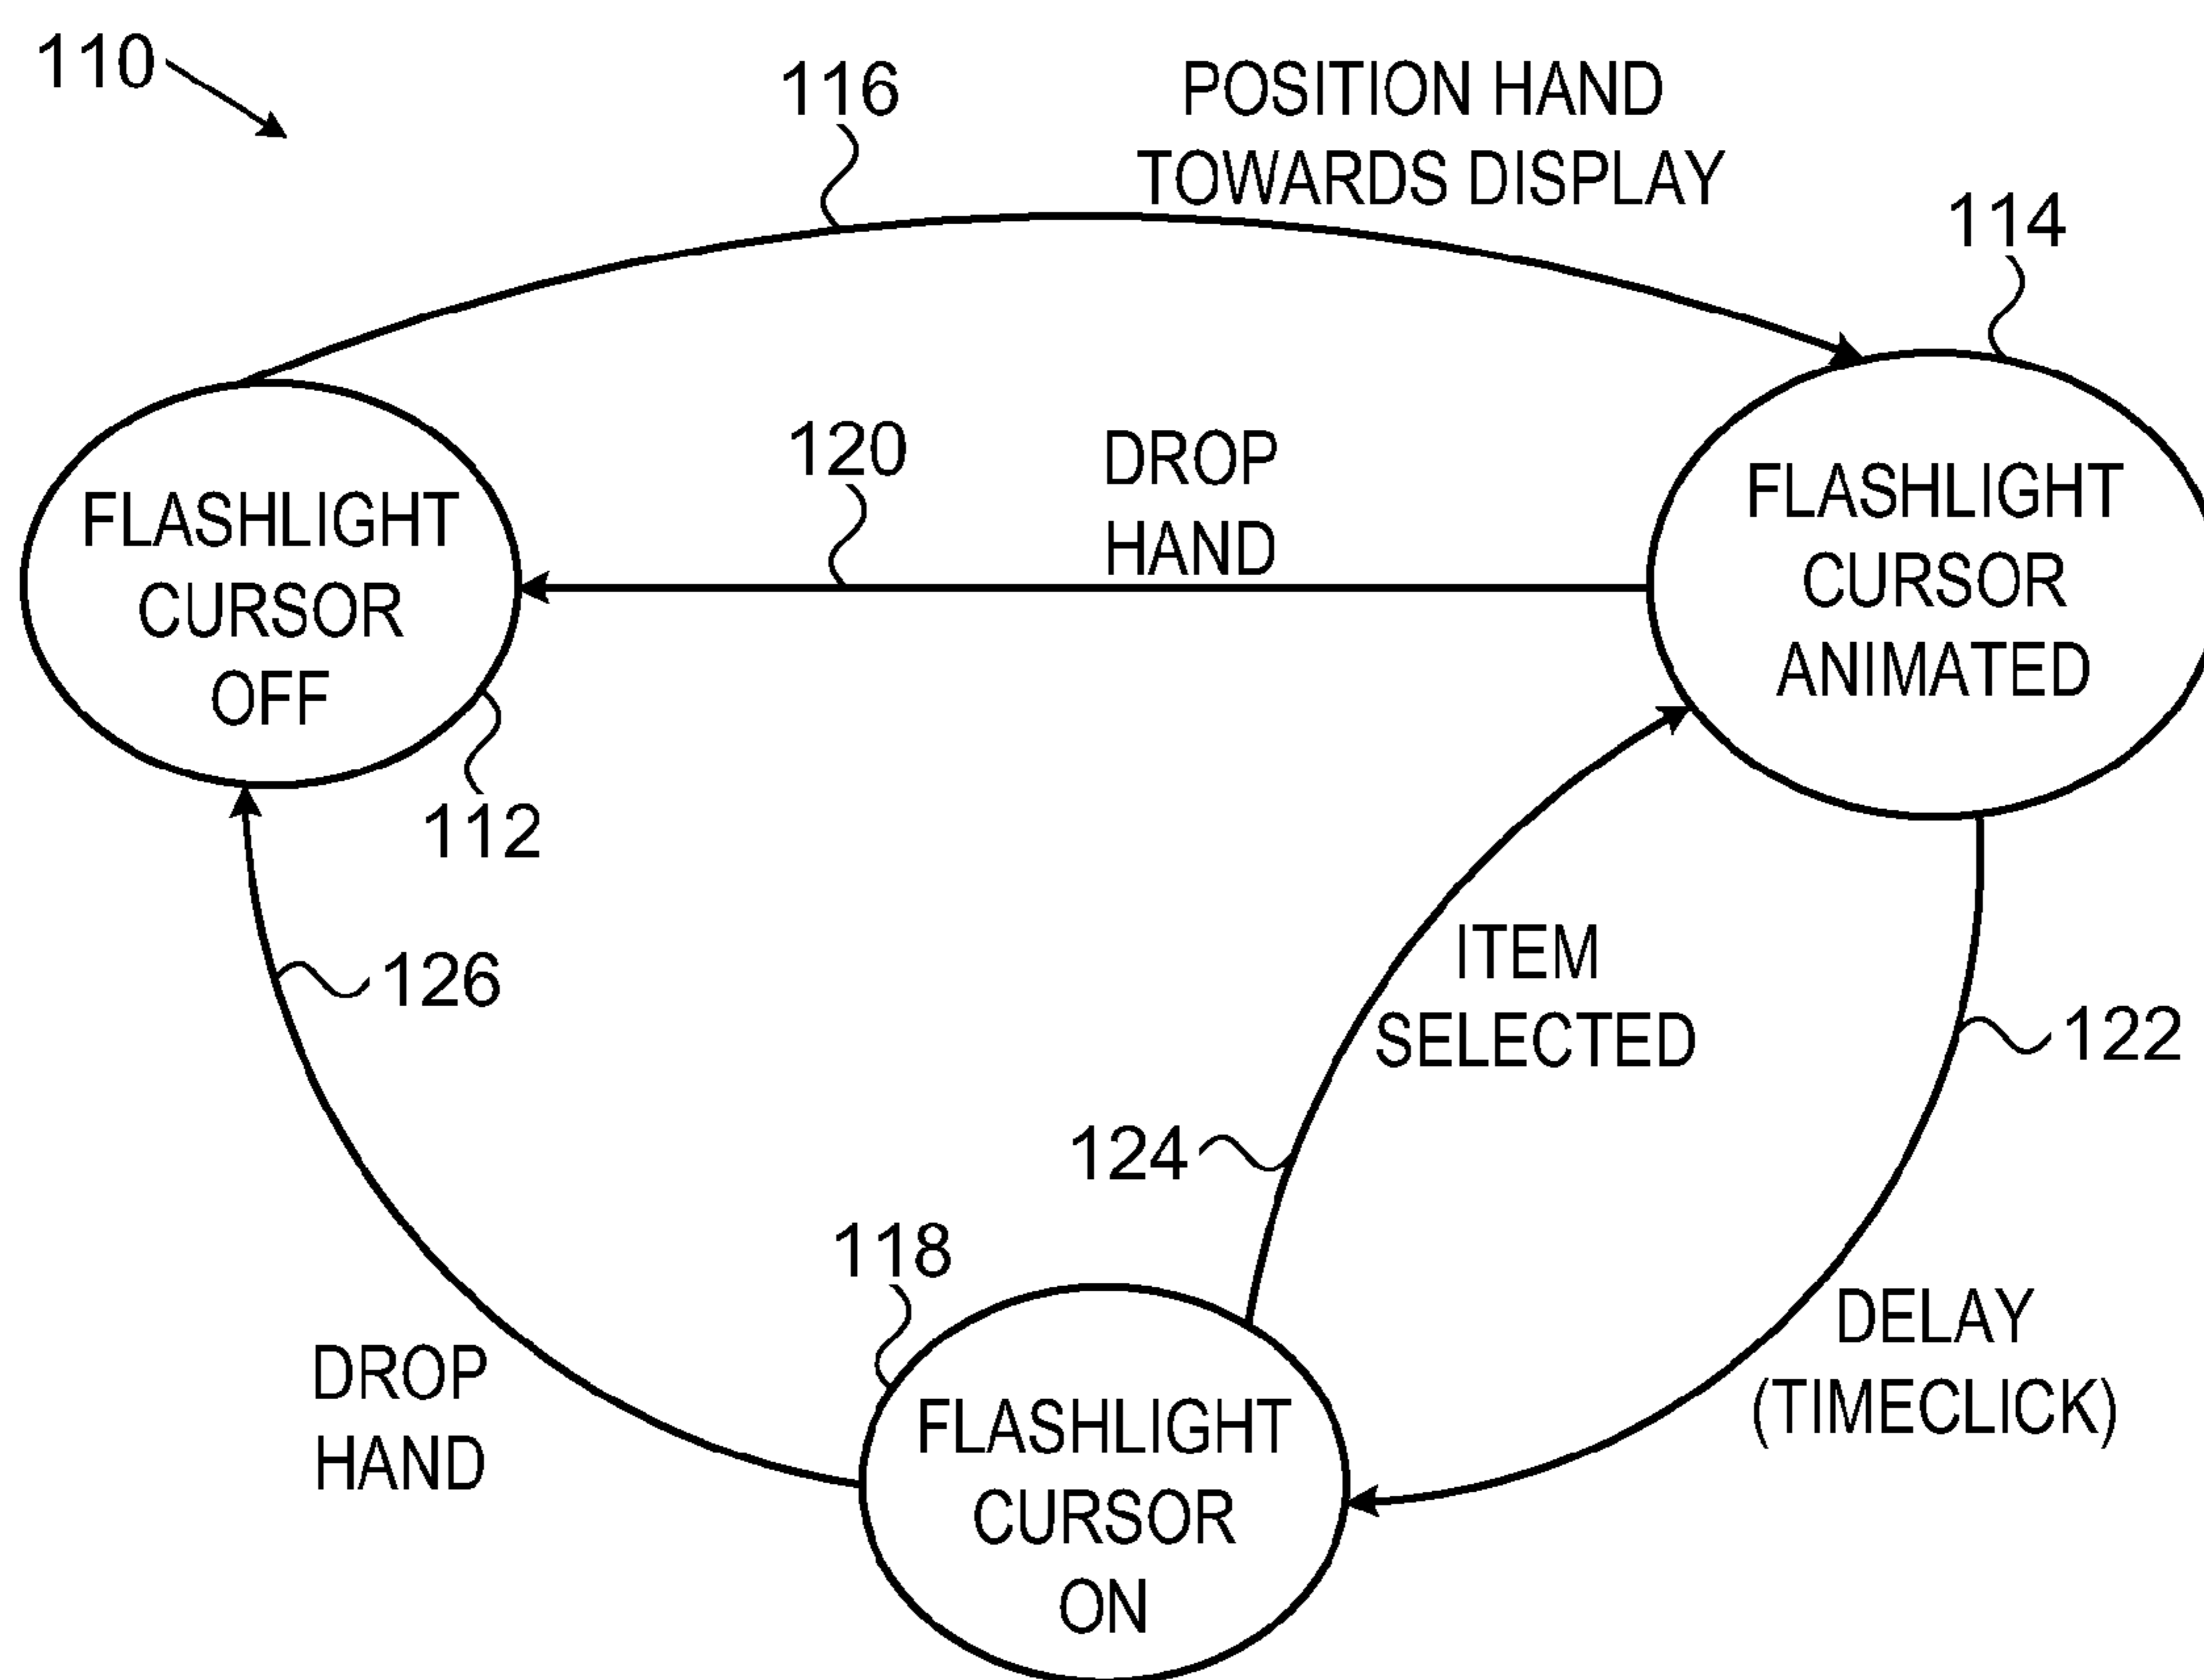 110
116
POSITION HAND
TOWARDS DISPLAY
114
120
DROP
HAND
FLASHLIGHT
CURSOR
OFF
FLASHLIGHT
CURSOR
ANIMATED
112
126
ITEM
SELECTED
122
124
118
DELAY
(TIMECLICK)
DROP
HAND
FLASHLIGHT
CURSOR
ON